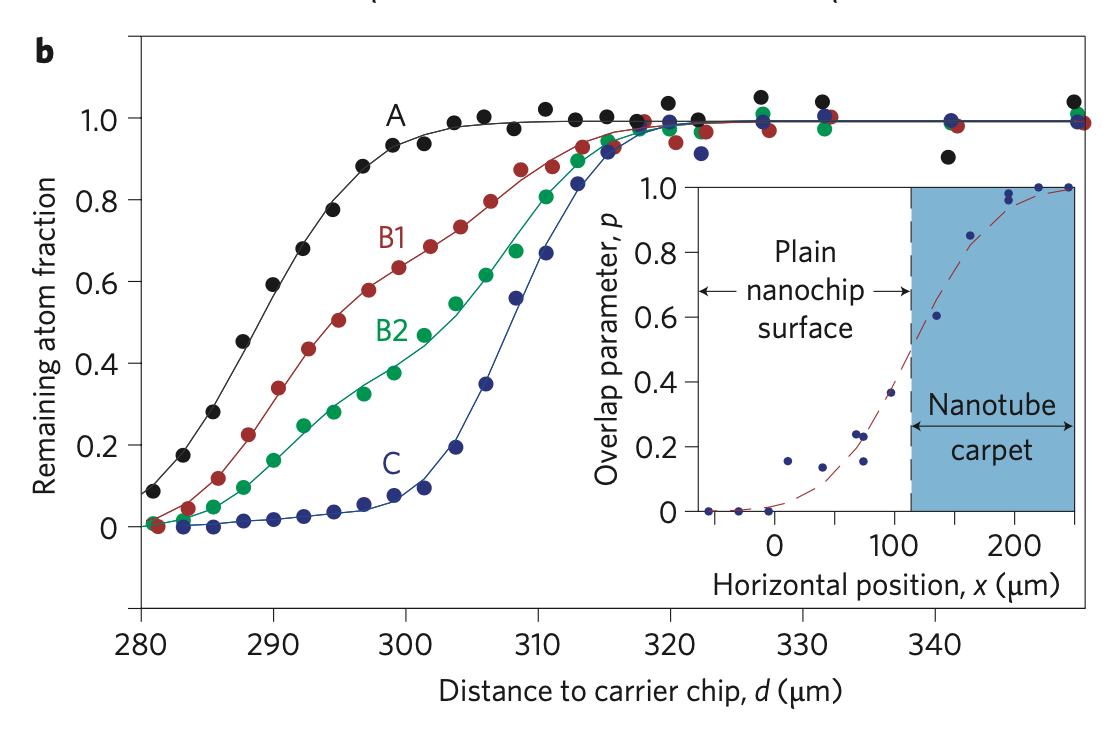 b
1.0
0.8
0.6
0.4
0.2
0
Remaining atom fraction
A
B1
B2
C
280
290
300
310
320
330
340
Distance to carrier chip, d (μm)
1.0
0.8
0.6
0.4
0.2
0
Overlap parameter, p
Plain
nanochip
surface
Nanotube
carpet
0
100
200
Horizontal position, x (μm)